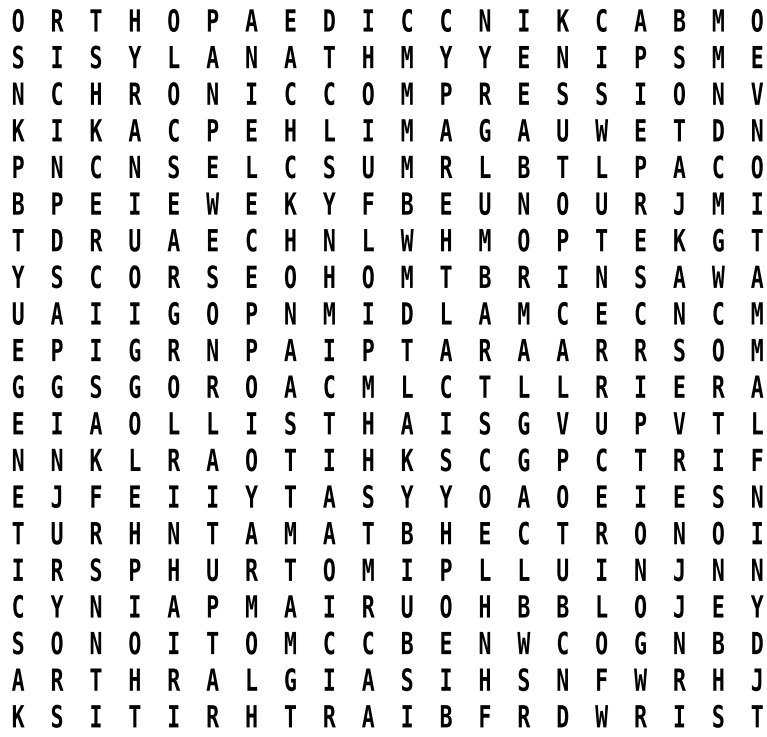 O R T H O P A E D I C C N I K C A B M O
S I S Y L A N A T H M Y Y E N I P S M E
N C H R O N I C C O M P R E S S I O N V
K I K A C P E H L I M A G A U W E T D N
P N C N S E L C S U M R L B T L P A C O
B P E I E W E K Y F B E U N O U R J M I
T D R U A E C H N L W H M O P T E K G T
Y S C O R S E O H O M T B R I N S A W A
U A I I G O P N M I D L A M C E C N C M
E P I G R N P A I P T A R A A R R S O M
G G S G O R O A C M L C T L L R I E R A
E I A O L L I S T H A I S G V U P V T L
N N K L R A O T I H K S C G P C T R I F
E J F E I I Y T A S Y Y O A O E I E S N
T U R H N T A M A T B H E C T R O N O I
I R S P H U R T O M I P L L U I N J N N
C Y N I A P M A I R U O H B B L O J E Y
S O N O I T O M C C B E N W C O G N B D
A R T H R A L G I A S I H S N F W R H J
K S I T I R H T R A I B F R D W R I S T